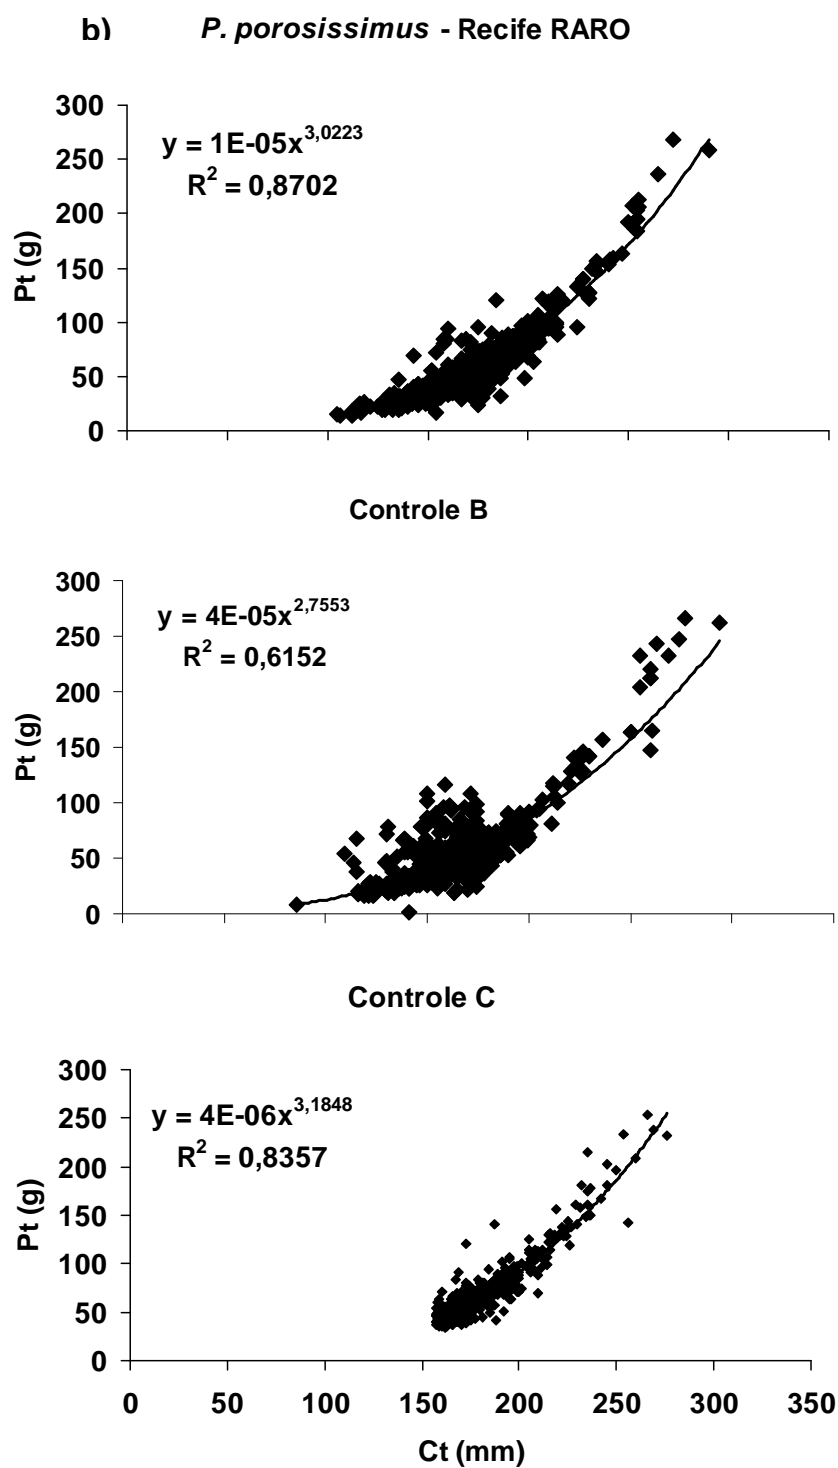 b)
P. porosissimus - Recife RARO
300
250
200
150
100
50
0
Pt (g)
y = 1E-05x^3,0223
R^2 = 0,8702
Controle B
300
250
200
150
100
50
0
Pt (g)
y = 4E-05x^2,7553
R^2 = 0,6152
Controle C
300
250
200
150
100
50
0
Pt (g)
y = 4E-06x^3,1848
R^2 = 0,8357
0 50 100 150 200 250 300 350
Ct (mm)